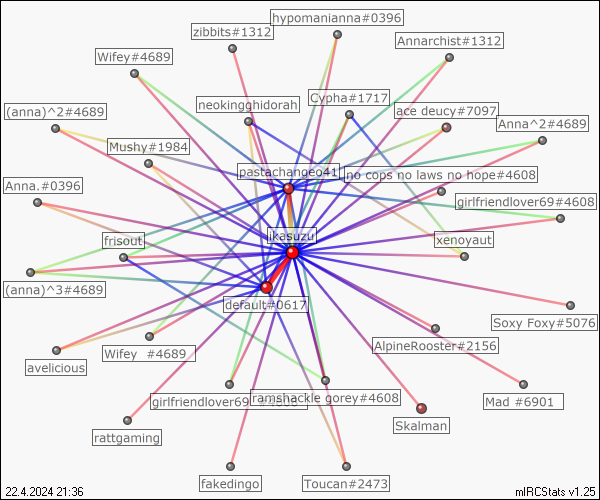 hypomanianna#0396
zibbits#1312
Annarchist#1312
Wifey#4689
neokingghidorah
Cypha#1717
(anna)^2#4689
ace deucy#7097
Anna^2#4689
Mushy#1984
pastachangeo41
no cops no laws no hope#4608
Anna.#0396
girlfriendlover69#4608
ikasuzu
frisout
xenoyaut
(anna)^3#4689
default#0617
Soxy Foxy#5076
AlpineRooster#2156
avelicious
Wifey  #4689
girlfriendlover69
ramshackle gorey#4608
Mad #6901
rattgaming
Skalman
fakedingo
Toucan#2473
22.4.2024 21:36
mIRCStats v1.25